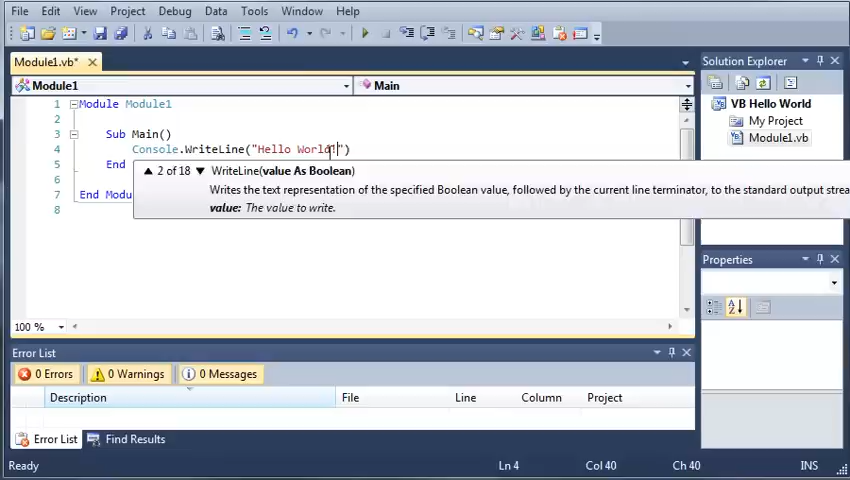 File Edit View Project Debug Data Tools Window Help
Module1.vb* ×
Module1 Main
1 Module Module1
2
3 Sub Main()
4 Console.WriteLine("Hello World!")
5 End
6
7 End Modu
8
2 of 18 WriteLine(value As Boolean)
Writes the text representation of the specified Boolean value, followed by the current line terminator, to the standard output strea
value: The value to write.
100 %
Solution Explorer
VB Hello World
My Project
Module1.vb
Properties
Error List
0 Errors 0 Warnings 0 Messages
Description File Line Column Project
Error List Find Results
Ready Ln 4 Col 40 Ch 40 INS